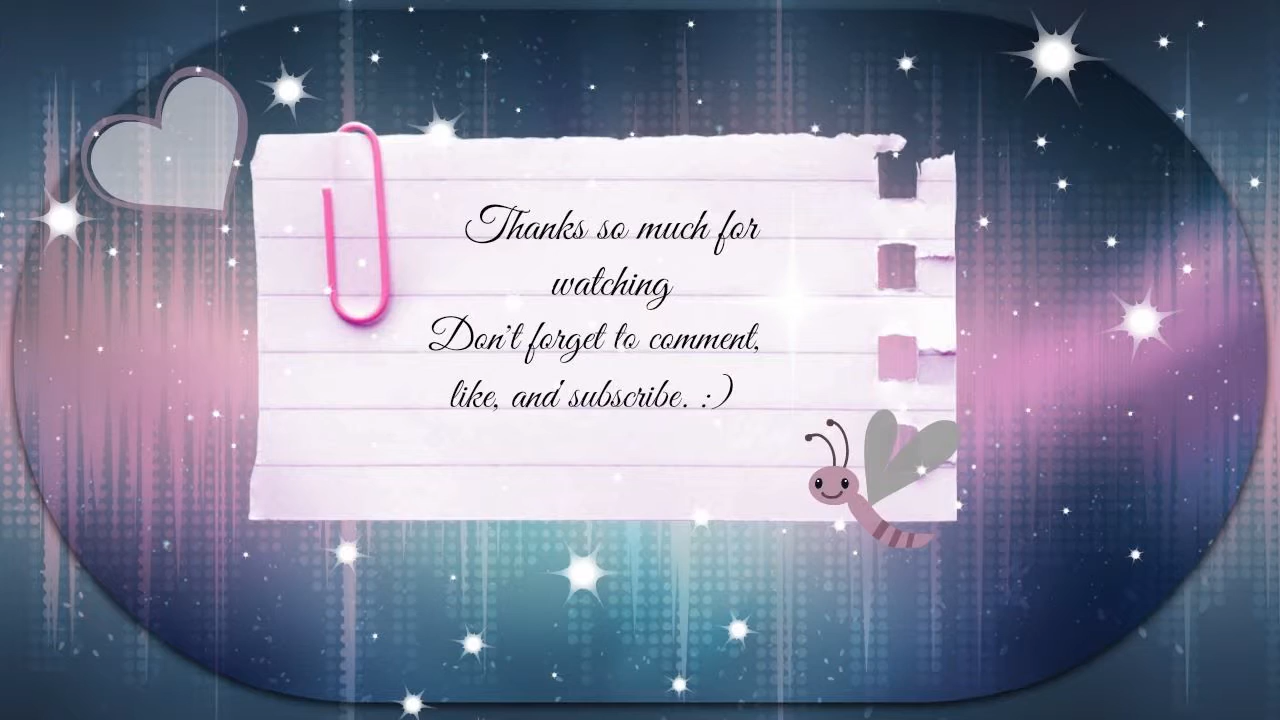 Thanks so much for
watching
Don't forget to comment,
like, and subscribe. :)